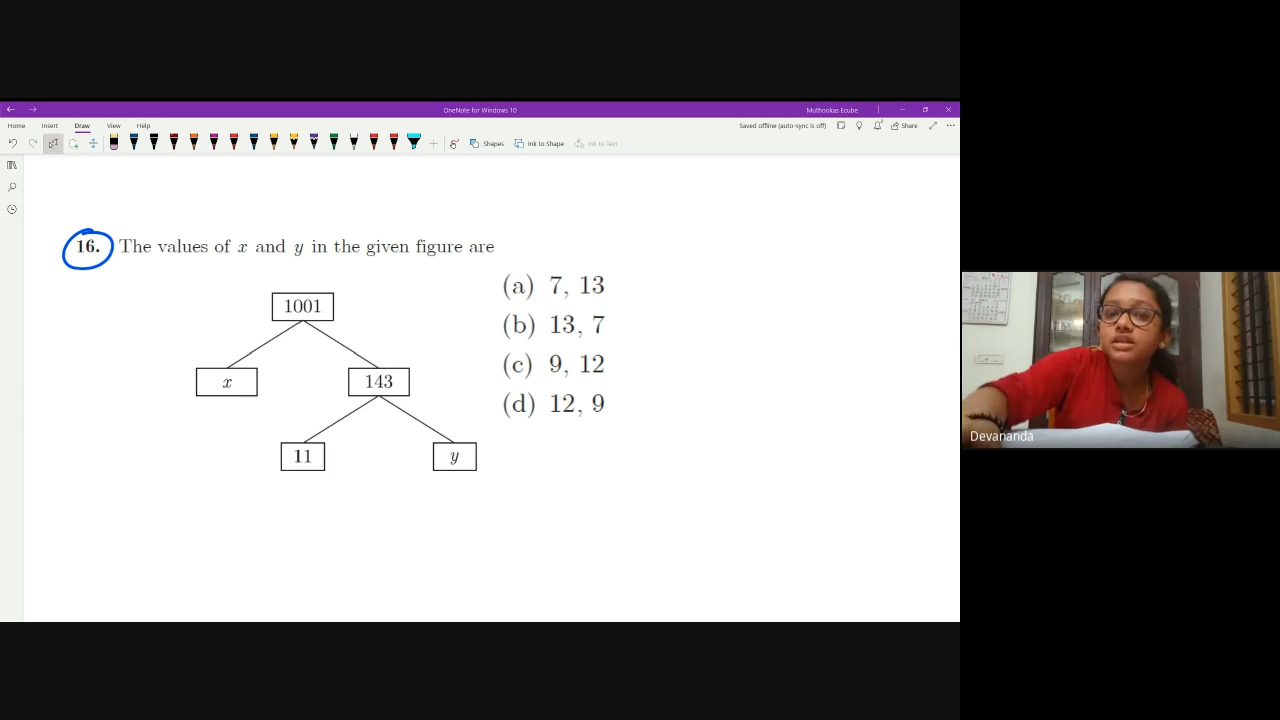 OneNote for Windows 10
Muthookas Ecube
Home Insert Draw View Help
Saved offline (auto-sync is off)
Share
Shapes
Ink to Shape
Ink to Text
16. The values of x and y in the given figure are
1001
x
143
11
y
(a) 7, 13
(b) 13, 7
(c) 9, 12
(d) 12, 9
Devananda